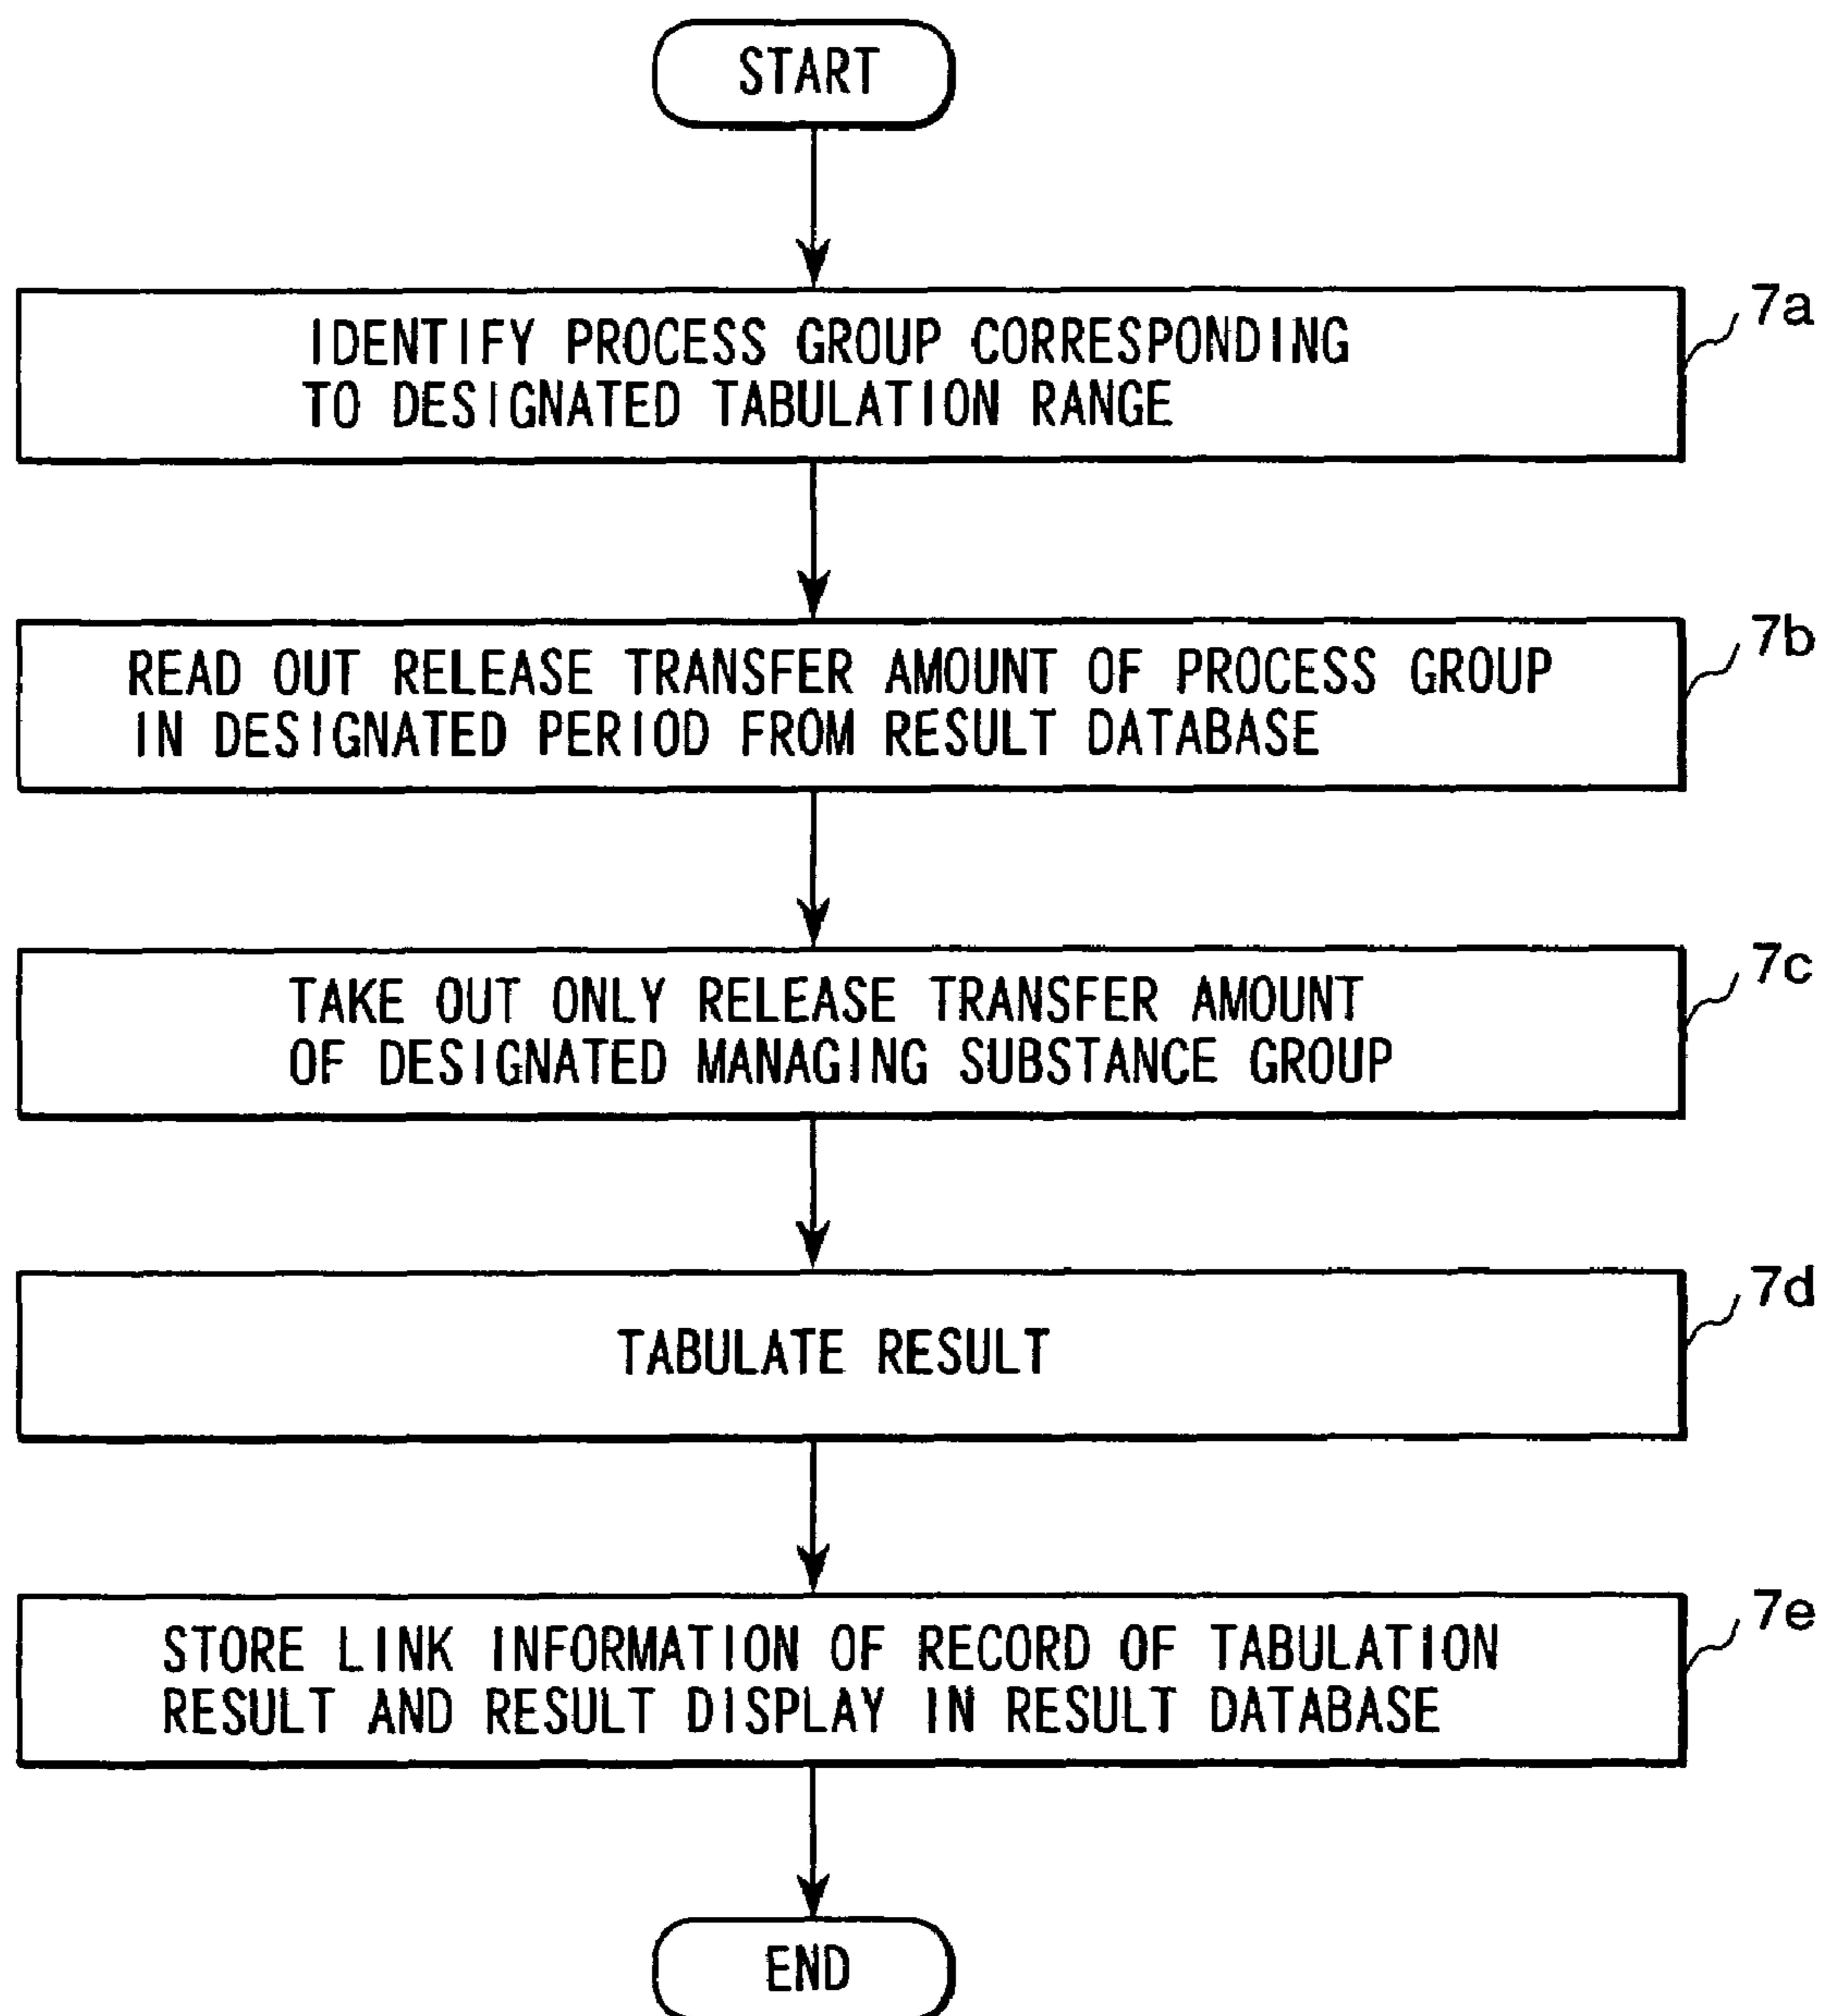 START
IDENTIFY PROCESS GROUP CORRESPONDING
TO DESIGNATED TABULATION RANGE
7a
READ OUT RELEASE TRANSFER AMOUNT OF PROCESS GROUP
IN DESIGNATED PERIOD FROM RESULT DATABASE
7b
TAKE OUT ONLY RELEASE TRANSFER AMOUNT
OF DESIGNATED MANAGING SUBSTANCE GROUP
7c
TABULATE RESULT
7d
STORE LINK INFORMATION OF RECORD OF TABULATION
RESULT AND RESULT DISPLAY IN RESULT DATABASE
7e
END